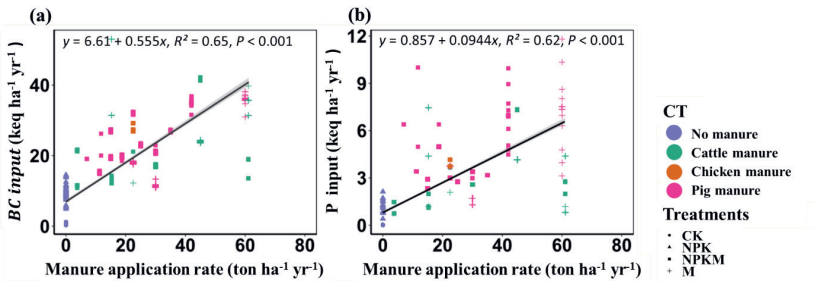 (a)
y = 6.61 + 0.555x, R² = 0.65, P < 0.001
BC input (keq ha⁻¹ yr⁻¹)
40
20
0
0 20 40 60 80
Manure application rate (ton ha⁻¹ yr⁻¹)
(b)
y = 0.857 + 0.0944x, R² = 0.62, P < 0.001
P input (keq ha⁻¹ yr⁻¹)
12
9
6
3
0
0 20 40 60 80
Manure application rate (ton ha⁻¹ yr⁻¹)
CT
No manure
Cattle manure
Chicken manure
Pig manure
Treatments
CK
NPK
NPKM
M